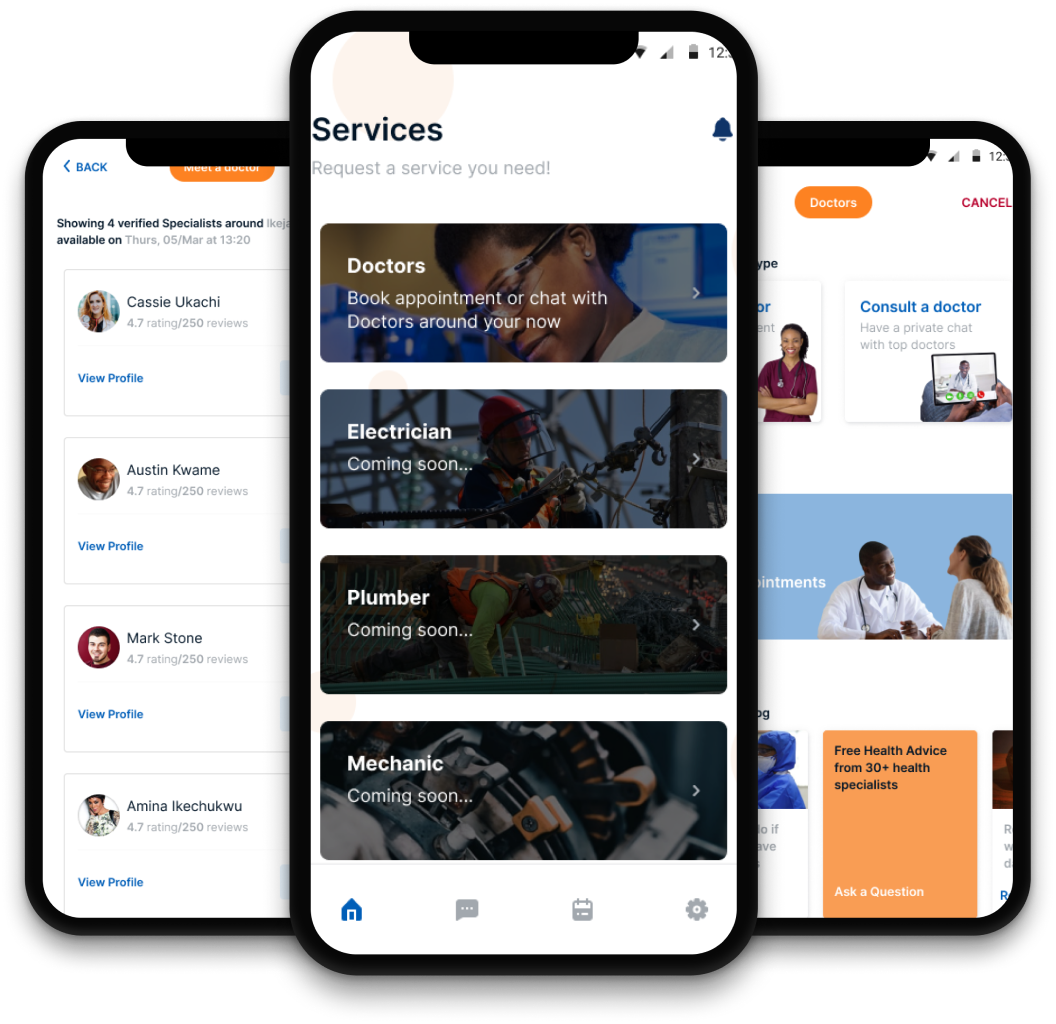 BACK
Meet a doctor
Showing 4 verified Specialists around Ikeja
available on Thurs, 05/Mar at 13:20
Cassie Ukachi
4.7 rating/250 reviews
View Profile
Austin Kwame
4.7 rating/250 reviews
View Profile
Mark Stone
4.7 rating/250 reviews
View Profile
Amina Ikechukwu
4.7 rating/250 reviews
View Profile
12:
Services
Request a service you need!
Doctors
Book appointment or chat with
Doctors around your now
Electrician
Coming soon...
Plumber
Coming soon...
Mechanic
Coming soon...
12:
Doctors
CANCEL
ype
or
ent
Consult a doctor
Have a private chat
with top doctors
ointments
og
do if
ave
Free Health Advice
from 30+ health
specialists
Ask a Question
R
w
d
R